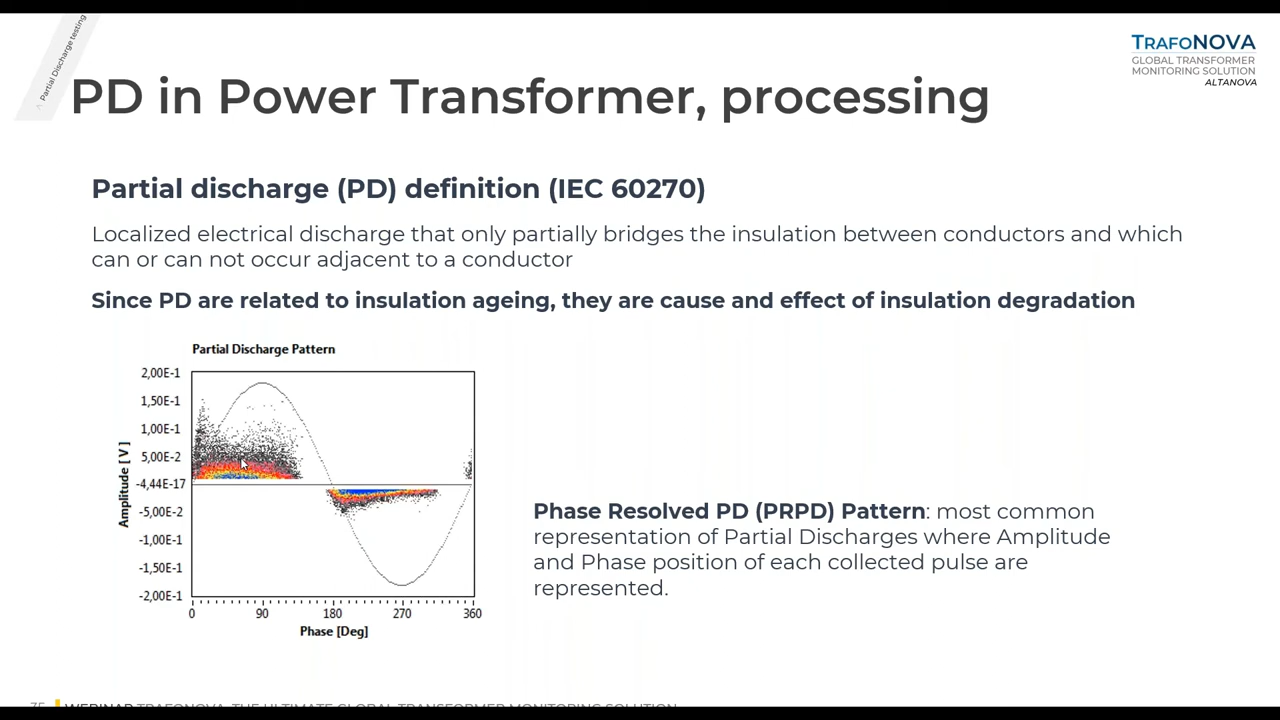 Partial Discharge testing
TRAFONOVA
GLOBAL TRANSFORMER
MONITORING SOLUTION
ALTANOVA
PD in Power Transformer, processing
Partial discharge (PD) definition (IEC 60270)
Localized electrical discharge that only partially bridges the insulation between conductors and which
can or can not occur adjacent to a conductor
Since PD are related to insulation ageing, they are cause and effect of insulation degradation
Partial Discharge Pattern
2,00E-1
1,50E-1
1,00E-1
5,00E-2
-4,44E-17
-5,00E-2
-1,00E-1
-1,50E-1
-2,00E-1
Amplitude [V]
0 90 180 270 360
Phase [Deg]
Phase Resolved PD (PRPD) Pattern: most common
representation of Partial Discharges where Amplitude
and Phase position of each collected pulse are
represented.
WEBINAR TRAFONOVA, THE ULTIMATE GLOBAL TRANSFORMER MONITORING SOLUTION